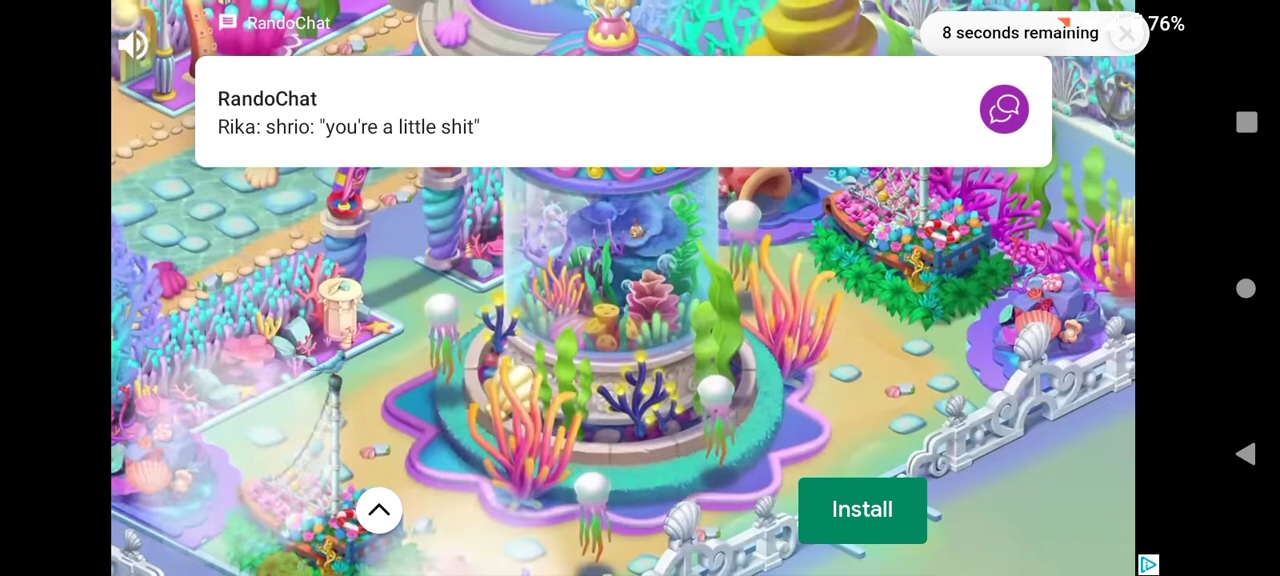 RandoChat
8 seconds remaining
76%
RandoChat
Rika: shrio: "you're a little shit"
Install